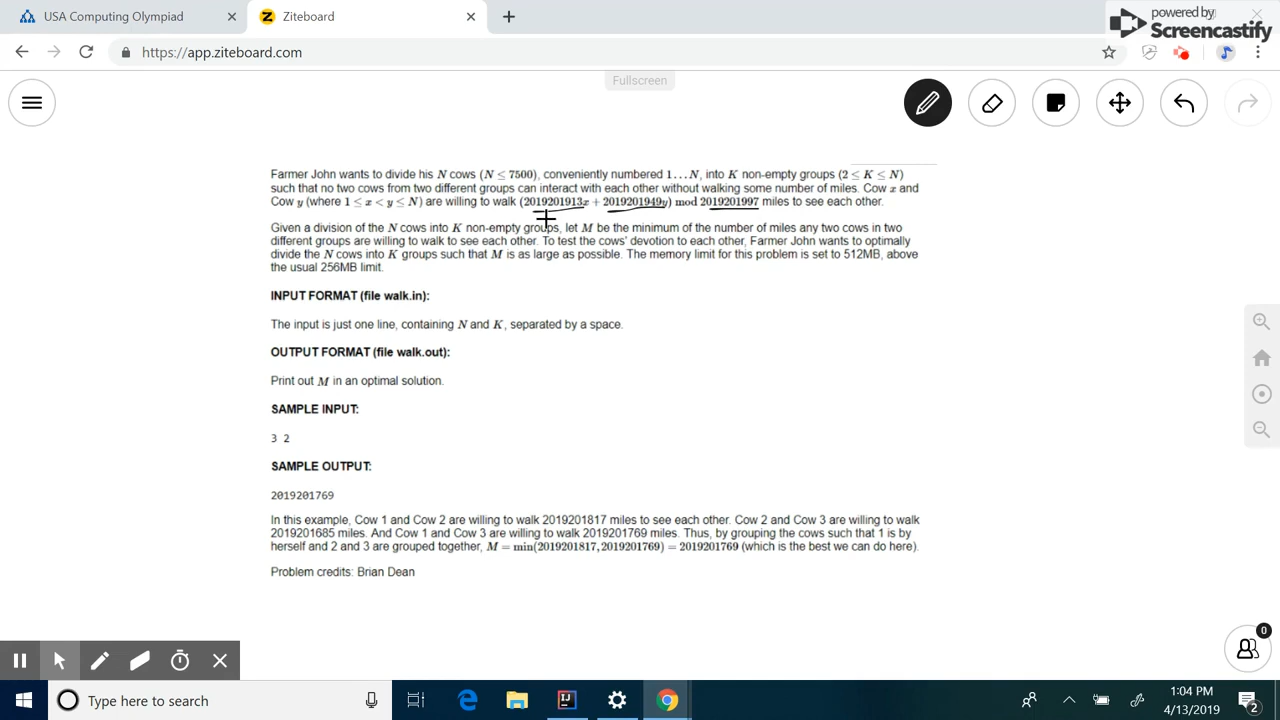 USA Computing Olympiad
Ziteboard
powered by
Screencastify
https://app.ziteboard.com
Fullscreen
Farmer John wants to divide his N cows (N ≤ 7500), conveniently numbered 1…N, into K non-empty groups (2 ≤ K ≤ N)
such that no two cows from two different groups can interact with each other without walking some number of miles. Cow x and
Cow y (where 1 ≤ x < y ≤ N) are willing to walk (2019201913x + 2019201949y) mod 2019201997 miles to see each other.
Given a division of the N cows into K non-empty groups, let M be the minimum of the number of miles any two cows in two
different groups are willing to walk to see each other. To test the cows' devotion to each other, Farmer John wants to optimally
divide the N cows into K groups such that M is as large as possible. The memory limit for this problem is set to 512MB, above
the usual 256MB limit.
INPUT FORMAT (file walk.in):
The input is just one line, containing N and K, separated by a space.
OUTPUT FORMAT (file walk.out):
Print out M in an optimal solution.
SAMPLE INPUT:
3 2
SAMPLE OUTPUT:
2019201769
In this example, Cow 1 and Cow 2 are willing to walk 2019201817 miles to see each other. Cow 2 and Cow 3 are willing to walk
2019201685 miles. And Cow 1 and Cow 3 are willing to walk 2019201769 miles. Thus, by grouping the cows such that 1 is by
herself and 2 and 3 are grouped together, M = min(2019201817, 2019201769) = 2019201769 (which is the best we can do here).
Problem credits: Brian Dean
0
Type here to search
1:04 PM
4/13/2019
2